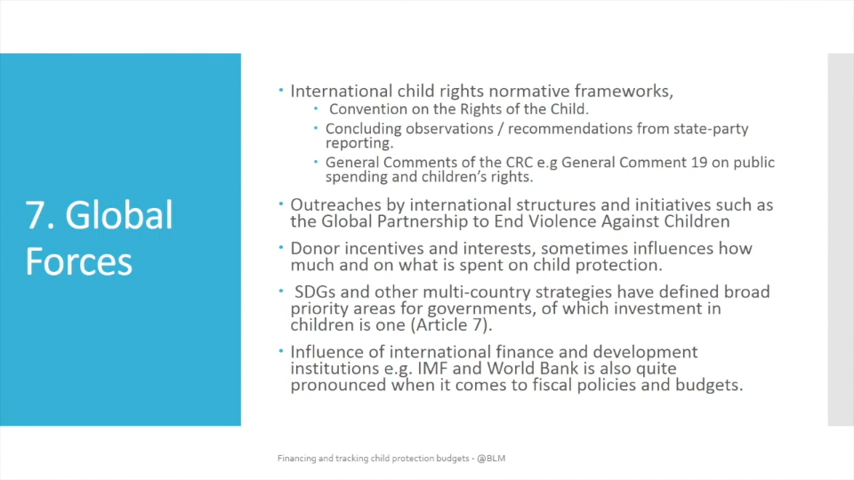 7. Global
Forces
• International child rights normative frameworks,
• Convention on the Rights of the Child.
• Concluding observations / recommendations from state-party
reporting.
• General Comments of the CRC e.g General Comment 19 on public
spending and children's rights.
• Outreaches by international structures and initiatives such as
the Global Partnership to End Violence Against Children
• Donor incentives and interests, sometimes influences how
much and on what is spent on child protection.
• SDGs and other multi-country strategies have defined broad
priority areas for governments, of which investment in
children is one (Article 7).
• Influence of international finance and development
institutions e.g. IMF and World Bank is also quite
pronounced when it comes to fiscal policies and budgets.
Financing and tracking child protection budgets - @BLM